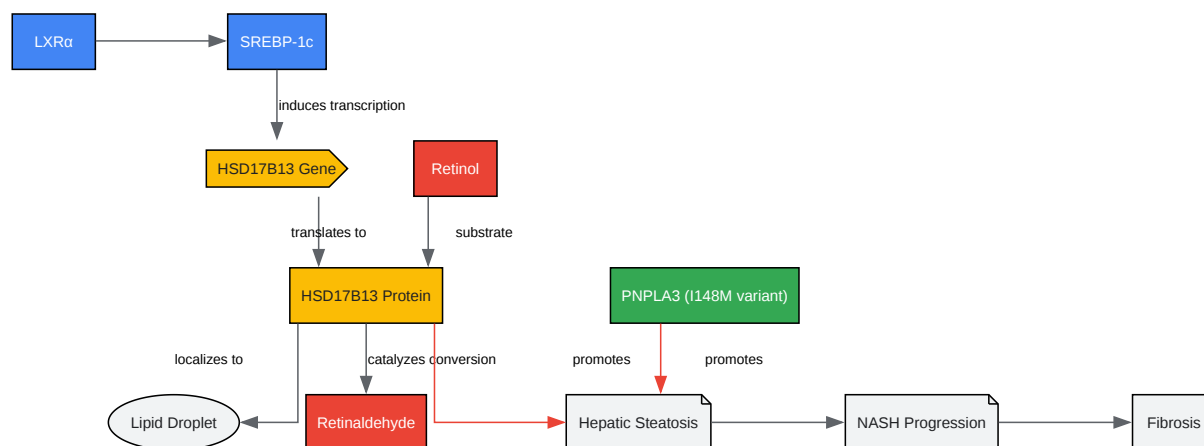 LXRα
SREBP-1c
induces transcription
HSD17B13 Gene
Retinol
translates to
substrate
HSD17B13 Protein
PNPLA3 (I148M variant)
localizes to
catalyzes conversion
promotes
promotes
Lipid Droplet
Retinaldehyde
Hepatic Steatosis
NASH Progression
Fibrosis